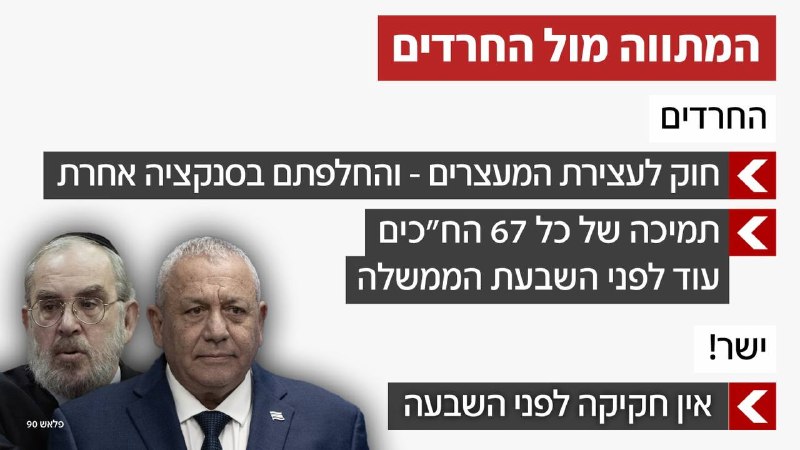 המתווה מול החרדים
החרדים
חוק לעצירת המעצרים - והחלפתם בסנקציה אחרת
תמיכה של כל 67 הח"כים
עוד לפני השבעת הממשלה
ישר!
אין חקיקה לפני השבעה
פלאש 90